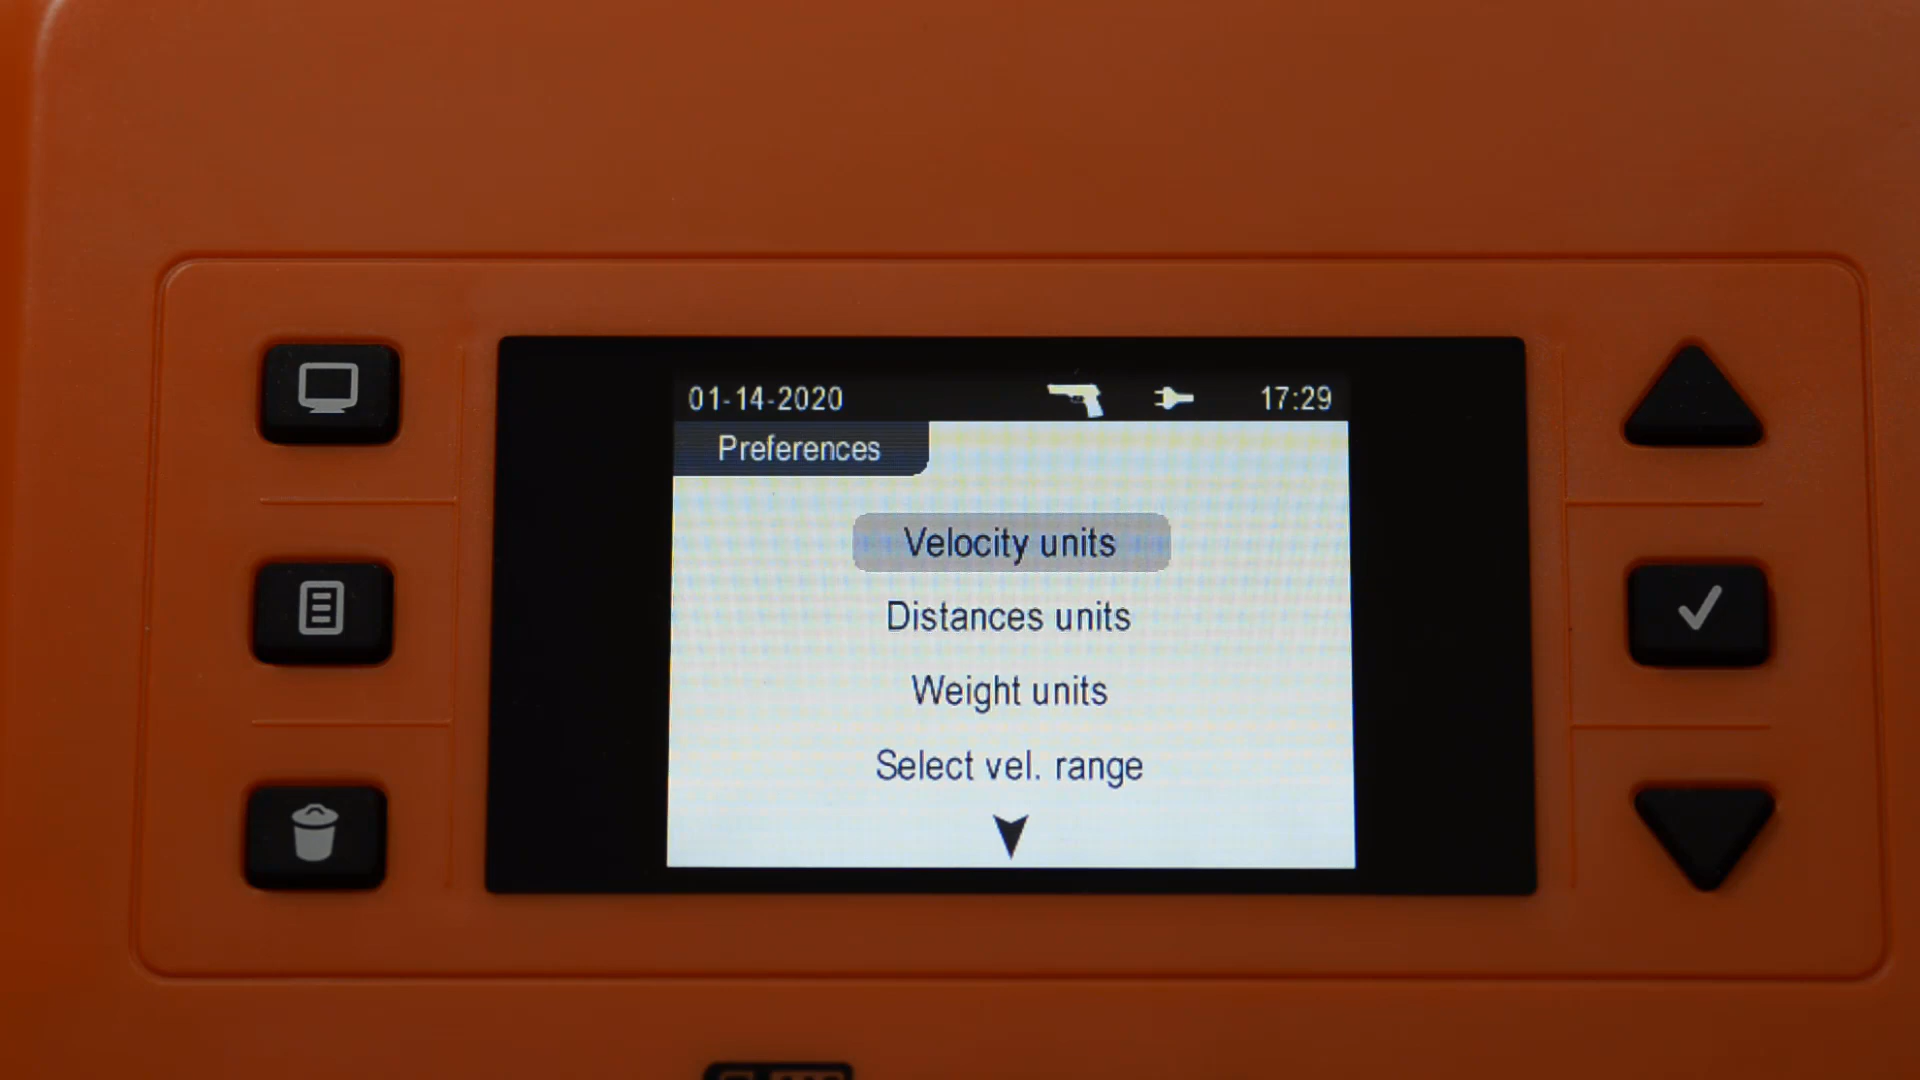 01-14-2020 17:29
Preferences
Velocity units
Distances units
Weight units
Select vel. range